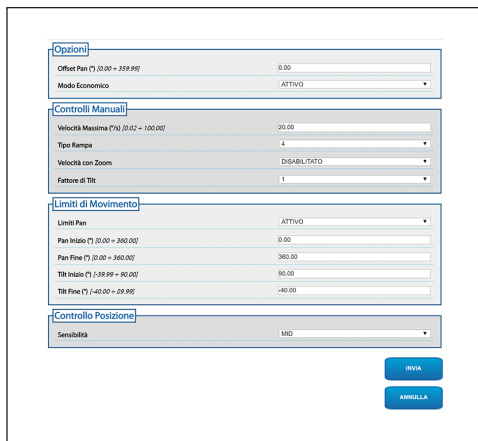 Opzioni
Offset Pan (°) [0.00 ÷ 359.99] 0.00
Modo Economico ATTIVO
Controlli Manuali
Velocità Massima (°/s) [0.02 ÷ 100.00] 20.00
Tipo Rampa 4
Velocità con Zoom DISABILITATO
Fattore di Tilt 1
Limiti di Movimento
Limiti Pan ATTIVO
Pan Inizio (°) [0.00 ÷ 360.00] 0.00
Pan Fine (°) [0.00 ÷ 360.00] 360.00
Tilt Inizio (°) [-39.99 ÷ 90.00] 90.00
Tilt Fine (°) [-40.00 ÷ 89.99] -40.00
Controllo Posizione
Sensibilità MID
INVIA
ANNULLA